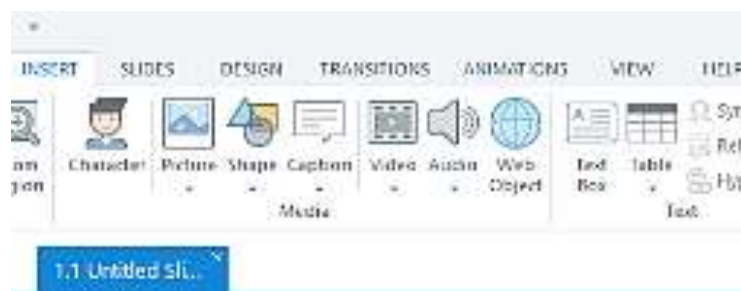 INSERT SLIDES DESIGN TRANSITIONS ANIMATIONS VIEW HELP
Character Picture Shape Caption Video Audio Web Object Text Box Table
Media Text
1.1 Untitled Sli...